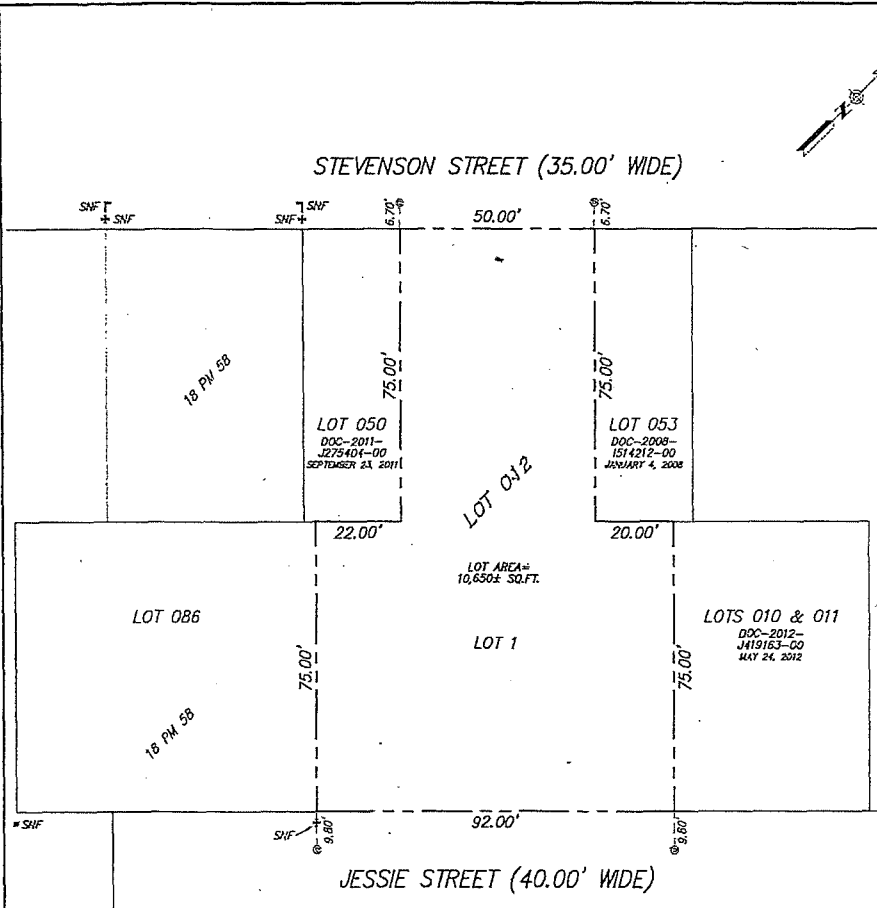 N
STEVENSON STREET (35.00' WIDE)
SNF
SNF
SNF
SNF
6.70'
50.00'
6.70'
18 PM 58
75.00'
75.00'
LOT 050
DOC-2011-
J275404-00
SEPTEMBER 23, 2011
LOT 053
DOC-2008-
I514212-00
JANUARY 4, 2008
LOT 012
22.00'
20.00'
LOT AREA=
10,650± SQ.FT.
LOT 086
LOT 1
LOTS 010 & 011
DOC-2012-
J419163-00
MAY 24, 2012
75.00'
75.00'
18 PM 58
SNF
SNF
9.80'
92.00'
JESSIE STREET (40.00' WIDE)